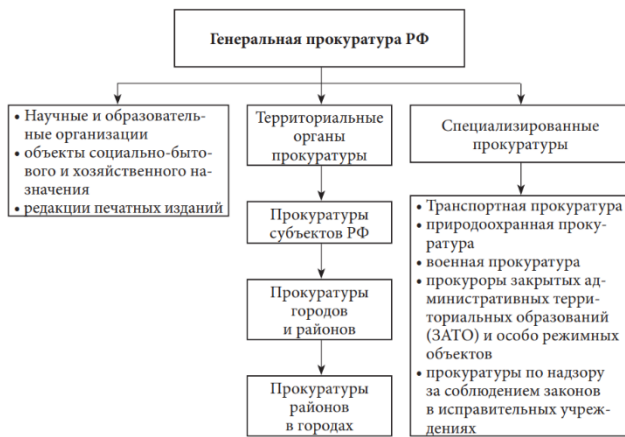 Генеральная прокуратура РФ
• Научные и образователь-
ные организации
• объекты социально-быто-
вого и хозяйственного на-
значения
• редакции печатных изданий
Территориальные
органы
прокуратуры
Прокуратуры
субъектов РФ
Прокуратуры
городов
и районов
Прокуратуры
районов
в городах
Специализированные
прокуратуры
• Транспортная прокуратура
• природоохранная проку-
ратура
• военная прокуратура
• прокуроры закрытых ад-
министративных терри-
ториальных образований
(ЗАТО) и особо режимных
объектов
• прокуратуры по надзору
за соблюдением законов
в исправительных учреж-
дениях